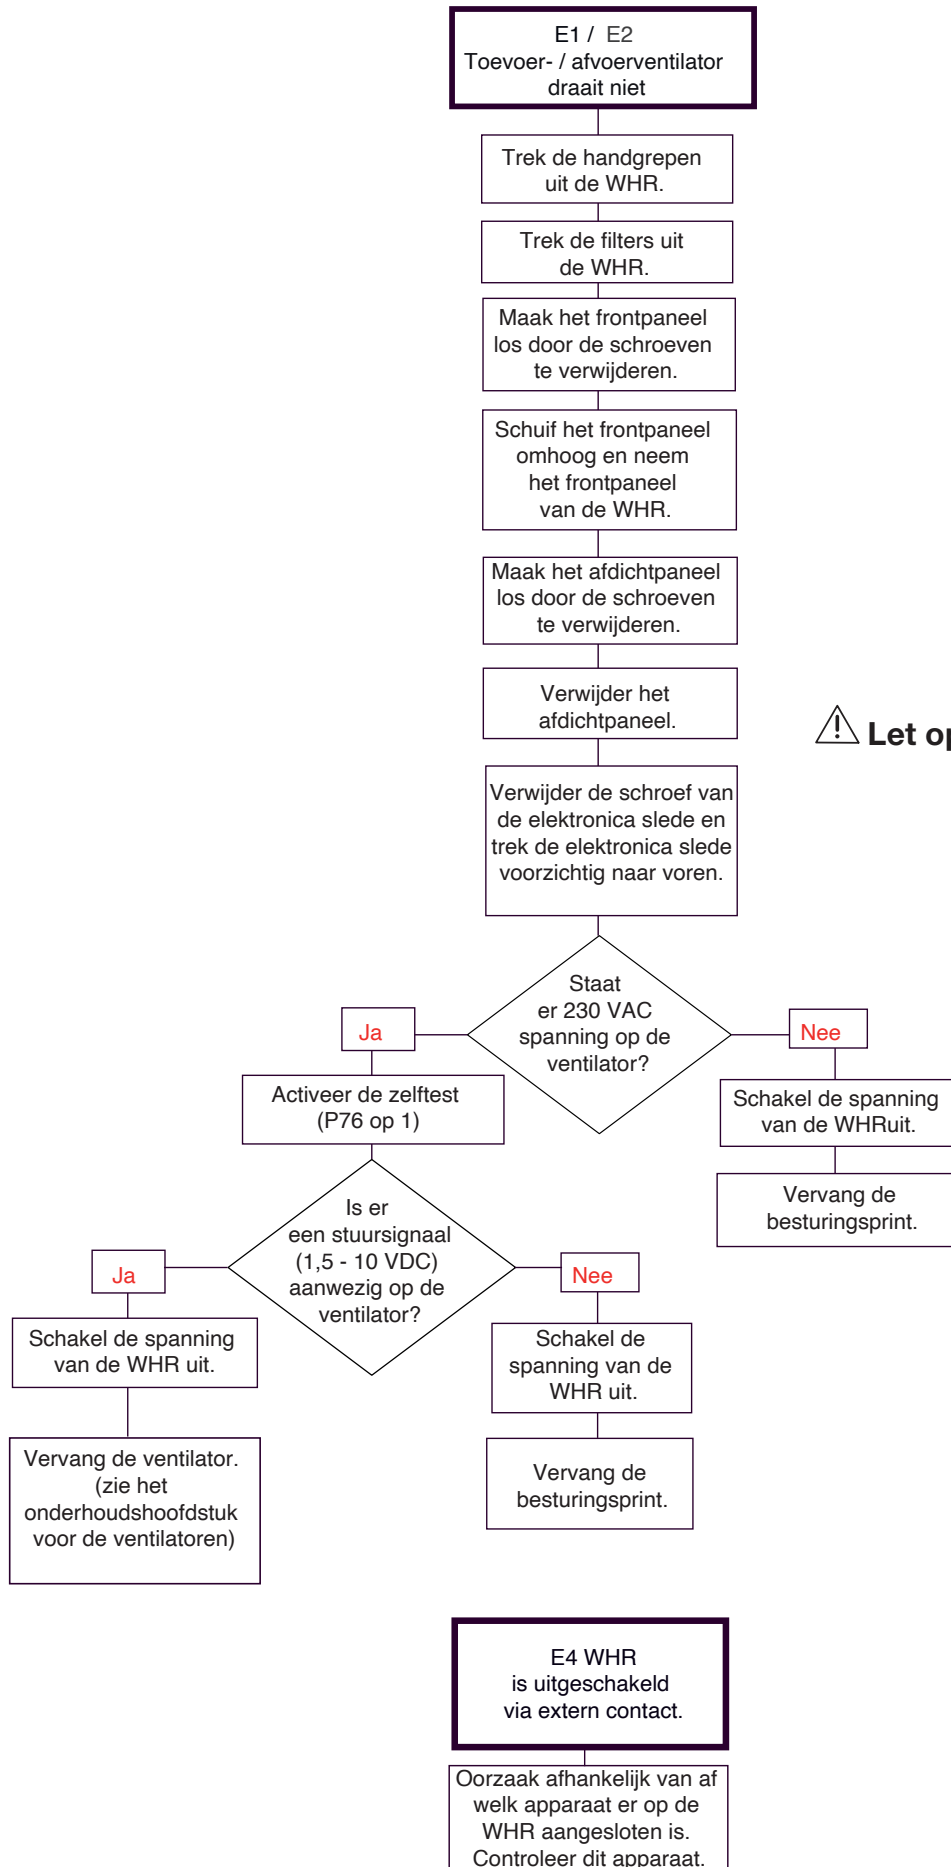 E1 / E2
Toevoer- / afvoerventilator
draait niet
Trek de handgrepen
uit de WHR.
Trek de filters uit
de WHR.
Maak het frontpaneel
los door de schroeven
te verwijderen.
Schuif het frontpaneel
omhoog en neem
het frontpaneel
van de WHR.
Maak het afdichtpaneel
los door de schroeven
te verwijderen.
Verwijder het
afdichtpaneel.
Let op
Verwijder de schroef van
de elektronica slede en
trek de elektronica slede
voorzichtig naar voren.
Staat
er 230 VAC
spanning op de
ventilator?
Ja
Nee
Activeer de zelftest
(P76 op 1)
Schakel de spanning
van de WHRuit.
Vervang de
besturingsprint.
Is er
een stuursignaal
(1,5 - 10 VDC)
aanwezig op de
ventilator?
Ja
Nee
Schakel de spanning
van de WHR uit.
Schakel de
spanning van de
WHR uit.
Vervang de ventilator.
(zie het
onderhoudshoofdstuk
voor de ventilatoren)
Vervang de
besturingsprint.
E4 WHR
is uitgeschakeld
via extern contact.
Oorzaak afhankelijk van af
welk apparaat er op de
WHR aangesloten is.
Controleer dit apparaat.